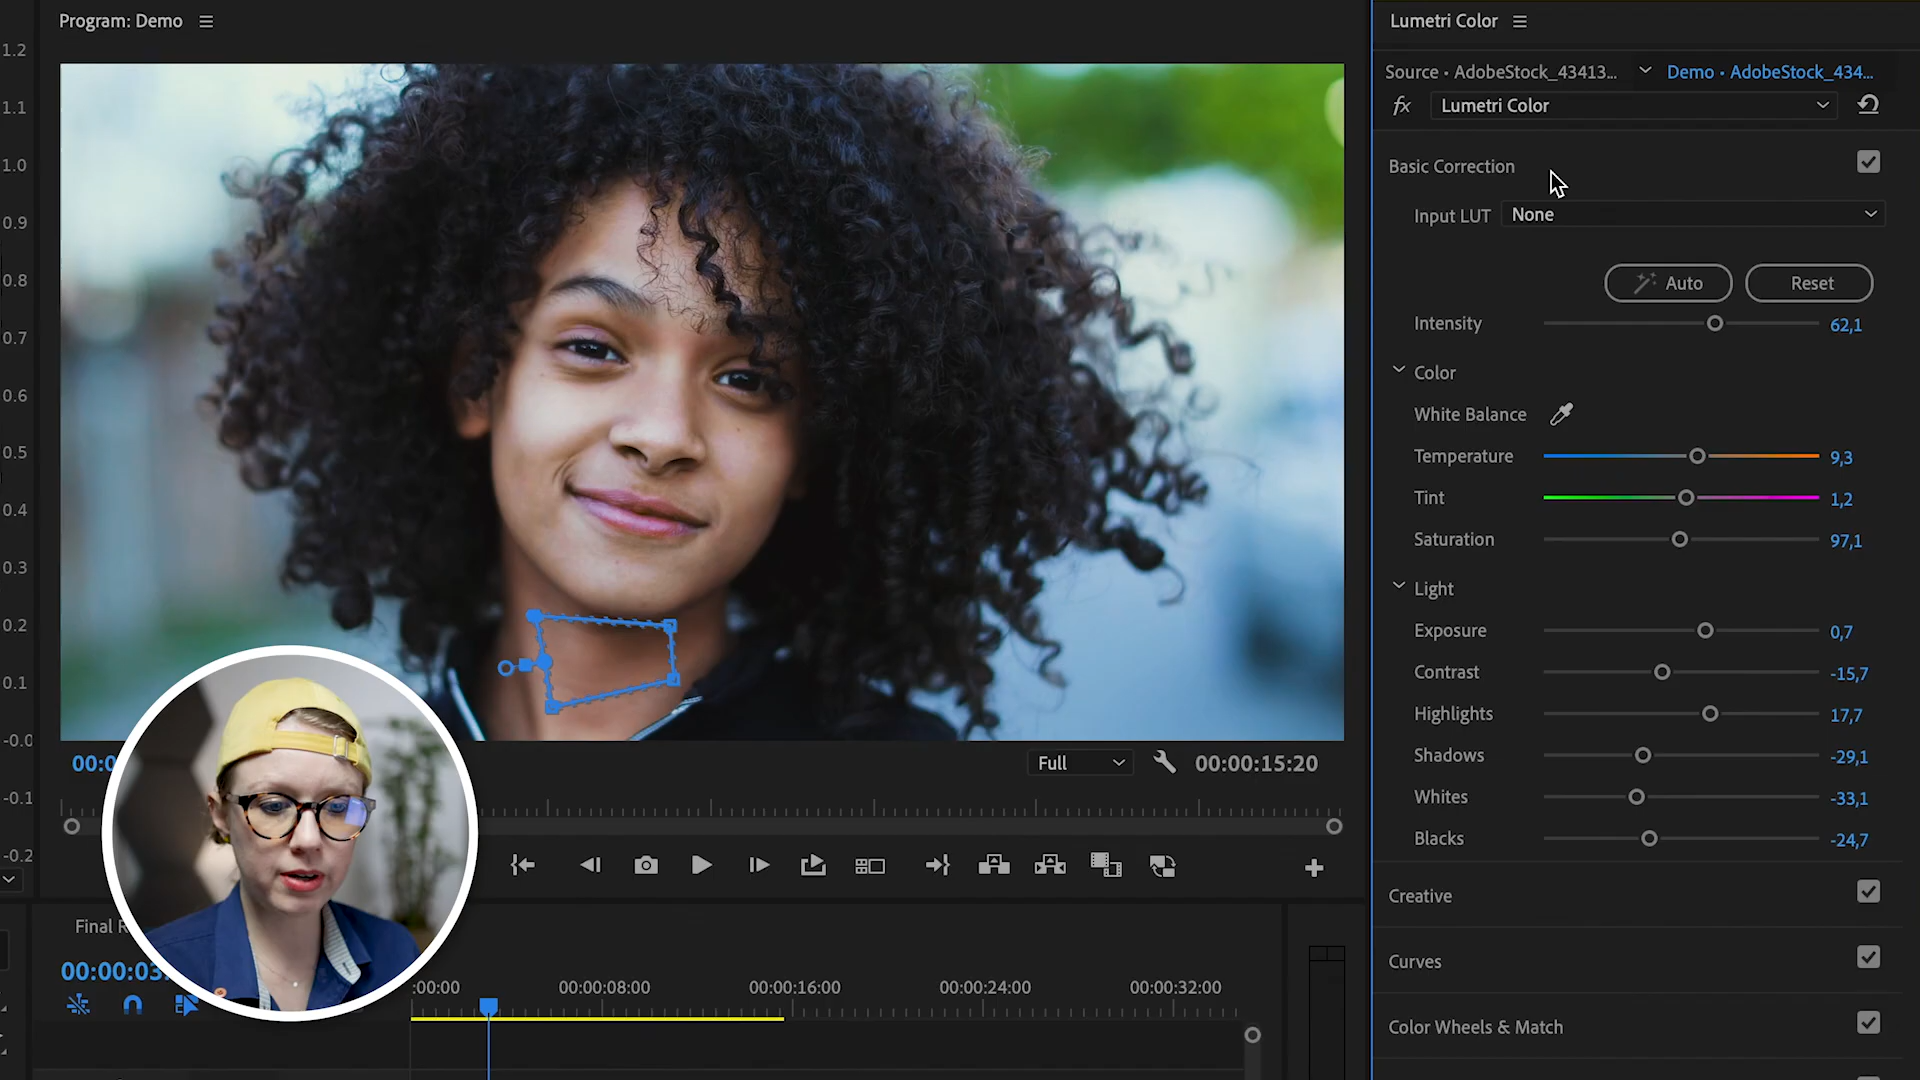 Program: Demo
1.2
1.1
1.0
0.9
0.8
0.7
0.6
0.5
0.4
0.3
0.2
0.1
-0.0
-0.1
-0.2
Full
00:00:15:20
Final R
00:00:03
:00:00
00:00:08:00
00:00:16:00
00:00:24:00
00:00:32:00
Lumetri Color
Source • AdobeStock_43413...
Demo • AdobeStock_434...
fx Lumetri Color
Basic Correction
Input LUT None
Auto Reset
Intensity 62,1
Color
White Balance
Temperature 9,3
Tint 1,2
Saturation 97,1
Light
Exposure 0,7
Contrast -15,7
Highlights 17,7
Shadows -29,1
Whites -33,1
Blacks -24,7
Creative
Curves
Color Wheels & Match